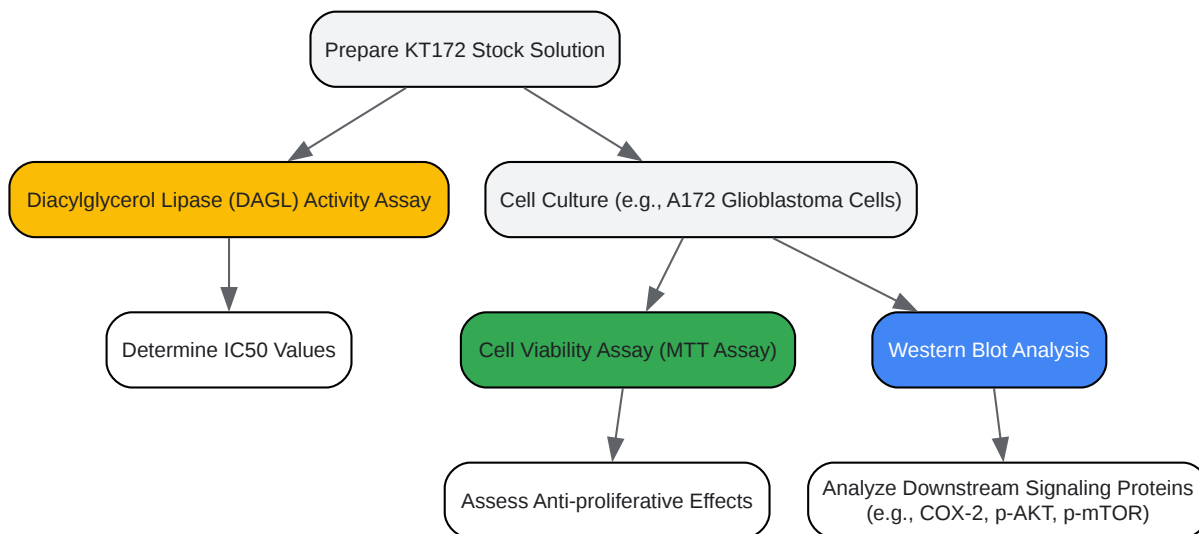 Prepare KT172 Stock Solution
Diacylglycerol Lipase (DAGL) Activity Assay
Cell Culture (e.g., A172 Glioblastoma Cells)
Determine IC50 Values
Cell Viability Assay (MTT Assay)
Western Blot Analysis
Assess Anti-proliferative Effects
Analyze Downstream Signaling Proteins
(e.g., COX-2, p-AKT, p-mTOR)